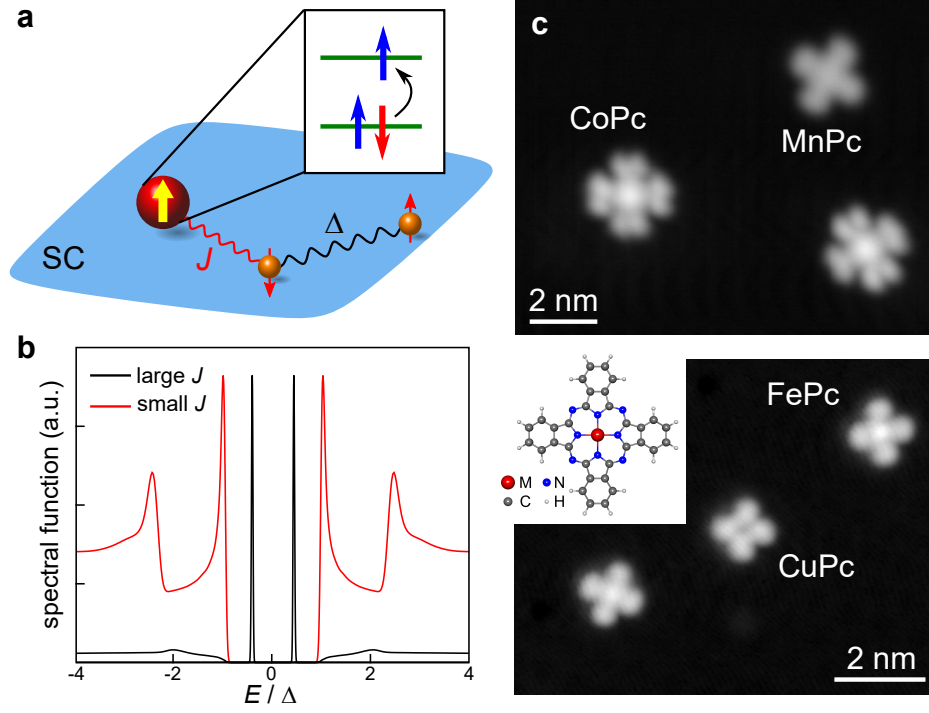 a
SC
J
Δ
b
large J
small J
spectral function (a.u.)
-4
-2
0
2
4
E / Δ
c
CoPc
MnPc
2 nm
M
N
C
H
FePc
CuPc
2 nm